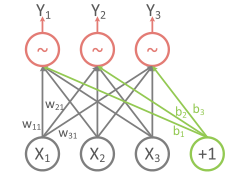 Y1 Y2 Y3
~ ~ ~
w21 b2 b3
w11 w31 b1
X1 X2 X3 +1